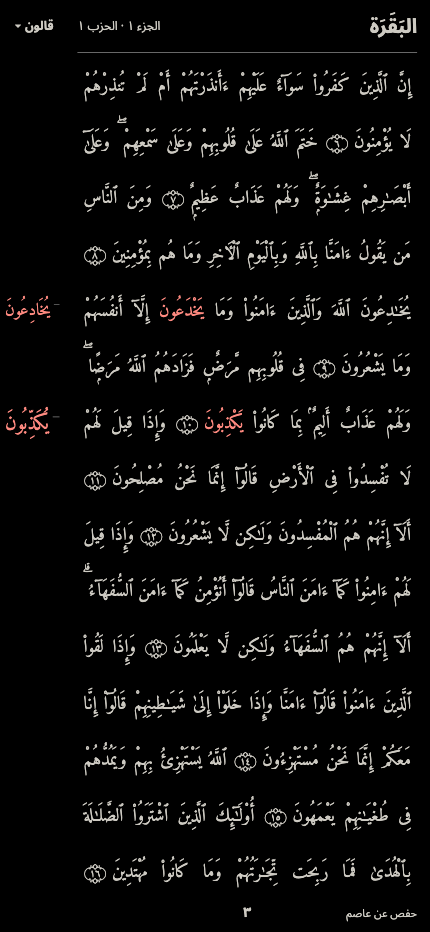 البَقَرَة
الجزء ١ · الحزب ١
قالون
إِنَّ ٱلَّذِينَ كَفَرُوا۟ سَوَآءٌ عَلَيْهِمْ ءَأَنذَرْتَهُمْ أَمْ لَمْ تُنذِرْهُمْ
لَا يُؤْمِنُونَ ٦ خَتَمَ ٱللَّهُ عَلَىٰ قُلُوبِهِمْ وَعَلَىٰ سَمْعِهِمْ ۖ وَعَلَىٰٓ
أَبْصَـٰرِهِمْ غِشَـٰوَةٌ ۖ وَلَهُمْ عَذَابٌ عَظِيمٌ ٧ وَمِنَ ٱلنَّاسِ
مَن يَقُولُ ءَامَنَّا بِٱللَّهِ وَبِٱلْيَوْمِ ٱلْـَٔاخِرِ وَمَا هُم بِمُؤْمِنِينَ ٨
يُخَـٰدِعُونَ ٱللَّهَ وَٱلَّذِينَ ءَامَنُوا۟ وَمَا يَخْدَعُونَ إِلَّآ أَنفُسَهُمْ
يُخَادِعُونَ
وَمَا يَشْعُرُونَ ٩ فِى قُلُوبِهِم مَّرَضٌ فَزَادَهُمُ ٱللَّهُ مَرَضًا ۖ
وَلَهُمْ عَذَابٌ أَلِيمٌۢ بِمَا كَانُوا۟ يَكْذِبُونَ ١٠ وَإِذَا قِيلَ لَهُمْ
يُكَذِّبُونَ
لَا تُفْسِدُوا۟ فِى ٱلْأَرْضِ قَالُوٓا۟ إِنَّمَا نَحْنُ مُصْلِحُونَ ١١
أَلَآ إِنَّهُمْ هُمُ ٱلْمُفْسِدُونَ وَلَـٰكِن لَّا يَشْعُرُونَ ١٢ وَإِذَا قِيلَ
لَهُمْ ءَامِنُوا۟ كَمَآ ءَامَنَ ٱلنَّاسُ قَالُوٓا۟ أَنُؤْمِنُ كَمَآ ءَامَنَ ٱلسُّفَهَآءُ ۗ
أَلَآ إِنَّهُمْ هُمُ ٱلسُّفَهَآءُ وَلَـٰكِن لَّا يَعْلَمُونَ ١٣ وَإِذَا لَقُوا۟
ٱلَّذِينَ ءَامَنُوا۟ قَالُوٓا۟ ءَامَنَّا وَإِذَا خَلَوْا۟ إِلَىٰ شَيَـٰطِينِهِمْ قَالُوٓا۟ إِنَّا
مَعَكُمْ إِنَّمَا نَحْنُ مُسْتَهْزِءُونَ ١٤ ٱللَّهُ يَسْتَهْزِئُ بِهِمْ وَيَمُدُّهُمْ
فِى طُغْيَـٰنِهِمْ يَعْمَهُونَ ١٥ أُو۟لَـٰٓئِكَ ٱلَّذِينَ ٱشْتَرَوُا۟ ٱلضَّلَـٰلَةَ
بِٱلْهُدَىٰ فَمَا رَبِحَت تِّجَـٰرَتُهُمْ وَمَا كَانُوا۟ مُهْتَدِينَ ١٦
حفص عن عاصم
٣